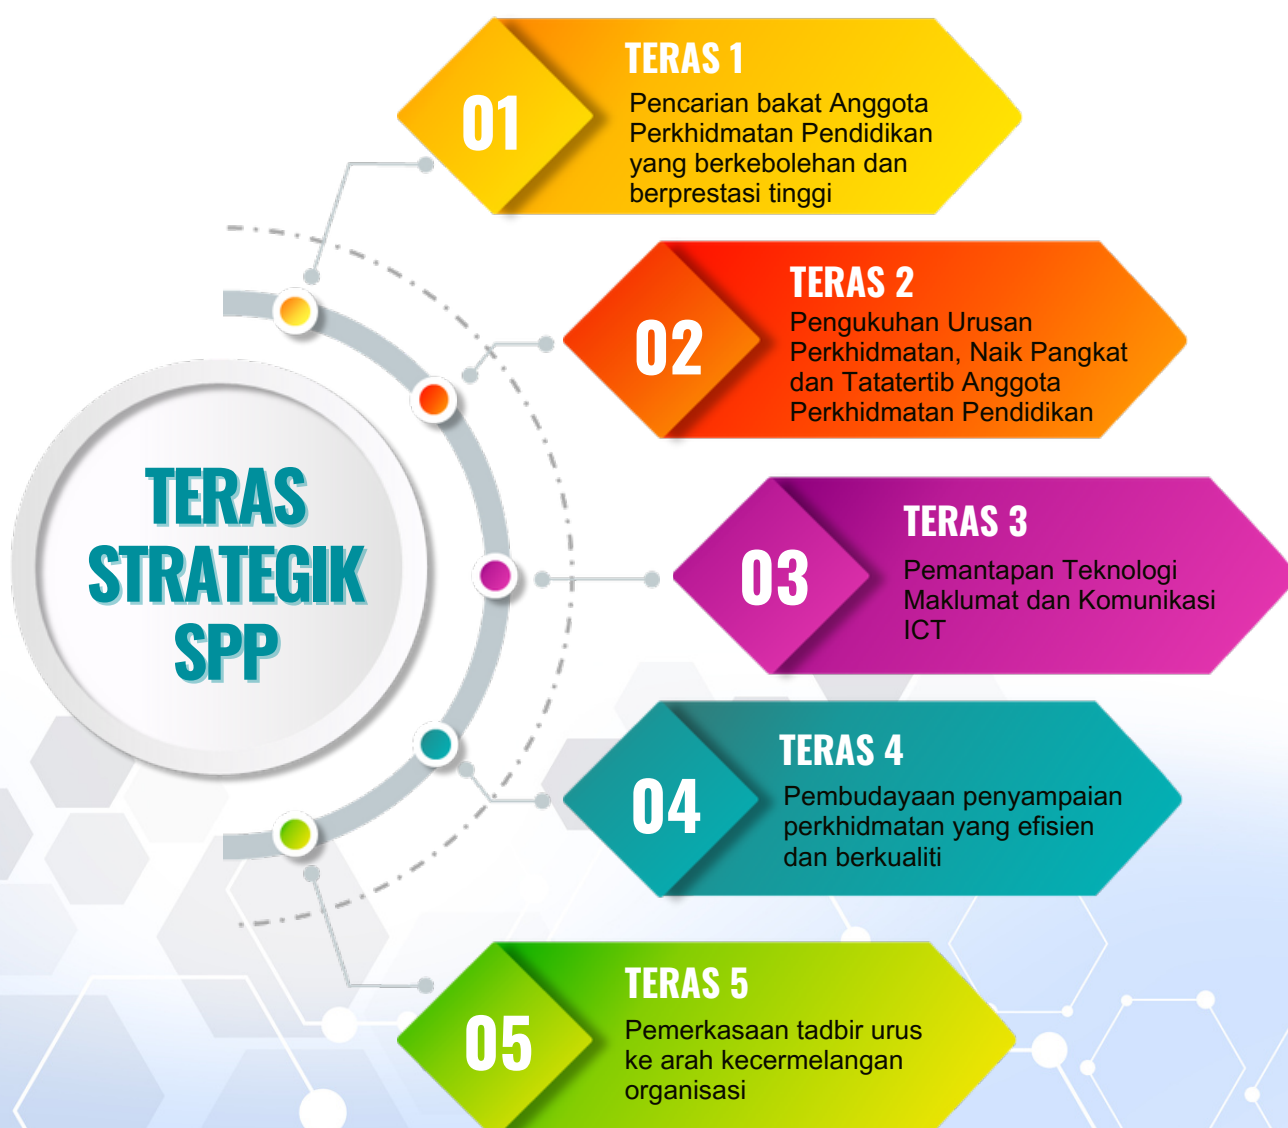 TERAS
STRATEGIK
SPP
01
TERAS 1
Pencarian bakat Anggota
Perkhidmatan Pendidikan
yang berkebolehan dan
berprestasi tinggi
02
TERAS 2
Pengukuhan Urusan
Perkhidmatan, Naik Pangkat
dan Tatatertib Anggota
Perkhidmatan Pendidikan
03
TERAS 3
Pemantapan Teknologi
Maklumat dan Komunikasi
ICT
04
TERAS 4
Pembudayaan penyampaian
perkhidmatan yang efisien
dan berkualiti
05
TERAS 5
Pemerkasaan tadbir urus
ke arah kecermelangan
organisasi